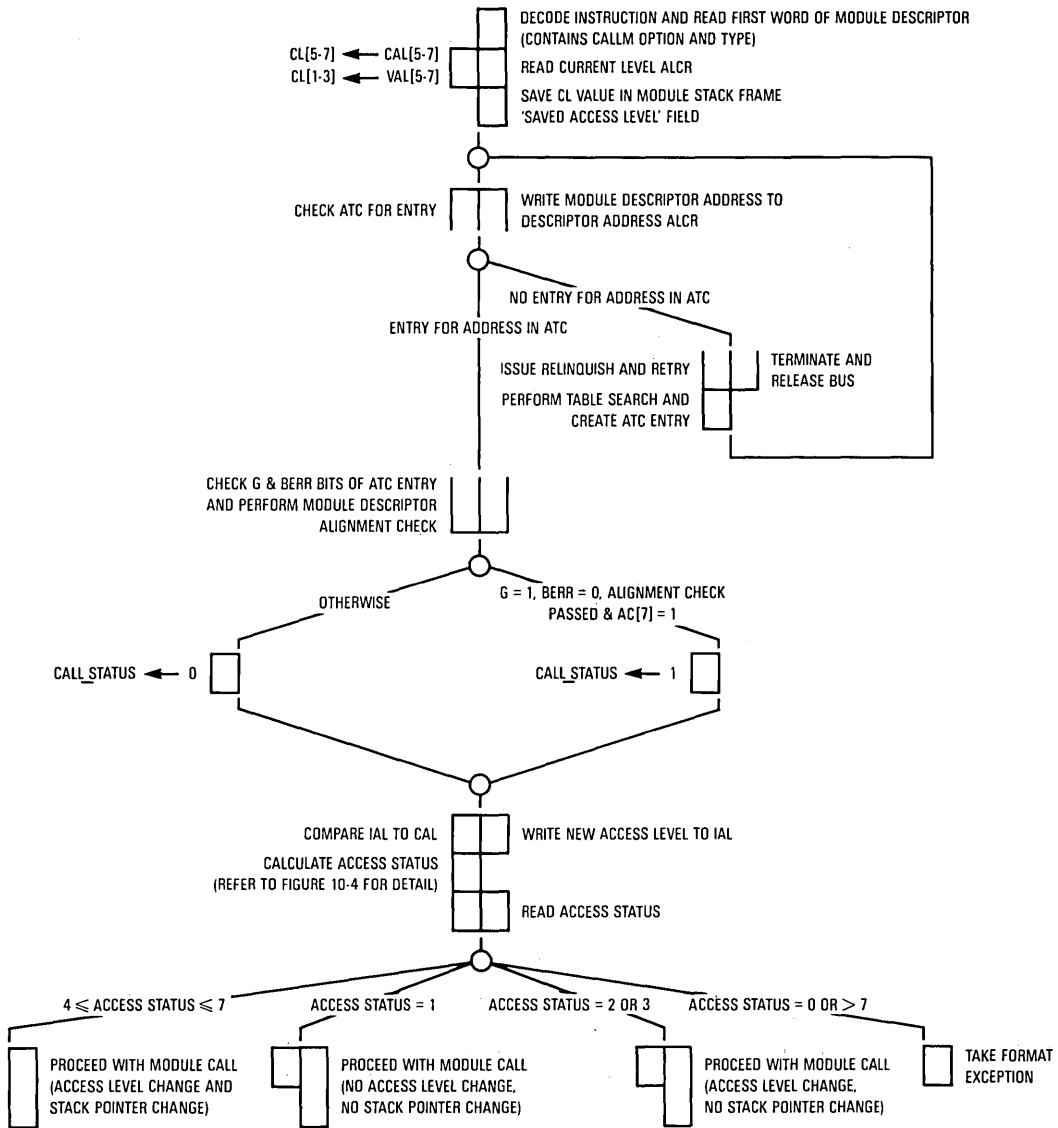 DECODE INSTRUCTION AND READ FIRST WORD OF MODULE DESCRIPTOR
(CONTAINS CALLM OPTION AND TYPE)
CL[5-7] ← CAL[5-7]
CL[1-3] ← VAL[5-7]
READ CURRENT LEVEL ALCR
SAVE CL VALUE IN MODULE STACK FRAME
'SAVED ACCESS LEVEL' FIELD
CHECK ATC FOR ENTRY
WRITE MODULE DESCRIPTOR ADDRESS TO
DESCRIPTOR ADDRESS ALCR
NO ENTRY FOR ADDRESS IN ATC
ENTRY FOR ADDRESS IN ATC
ISSUE RELINQUISH AND RETRY
TERMINATE AND
RELEASE BUS
PERFORM TABLE SEARCH AND
CREATE ATC ENTRY
CHECK G & BERR BITS OF ATC ENTRY
AND PERFORM MODULE DESCRIPTOR
ALIGNMENT CHECK
OTHERWISE
G = 1, BERR = 0, ALIGNMENT CHECK
PASSED & AC[7] = 1
CALL_STATUS ← 0
CALL_STATUS ← 1
COMPARE IAL TO CAL
WRITE NEW ACCESS LEVEL TO IAL
CALCULATE ACCESS STATUS
(REFER TO FIGURE 10-4 FOR DETAIL)
READ ACCESS STATUS
4 ⩽ ACCESS STATUS ⩽ 7
ACCESS STATUS = 1
ACCESS STATUS = 2 OR 3
ACCESS STATUS = 0 OR > 7
PROCEED WITH MODULE CALL
(ACCESS LEVEL CHANGE AND
STACK POINTER CHANGE)
PROCEED WITH MODULE CALL
(NO ACCESS LEVEL CHANGE,
NO STACK POINTER CHANGE)
PROCEED WITH MODULE CALL
(ACCESS LEVEL CHANGE,
NO STACK POINTER CHANGE)
TAKE FORMAT
EXCEPTION